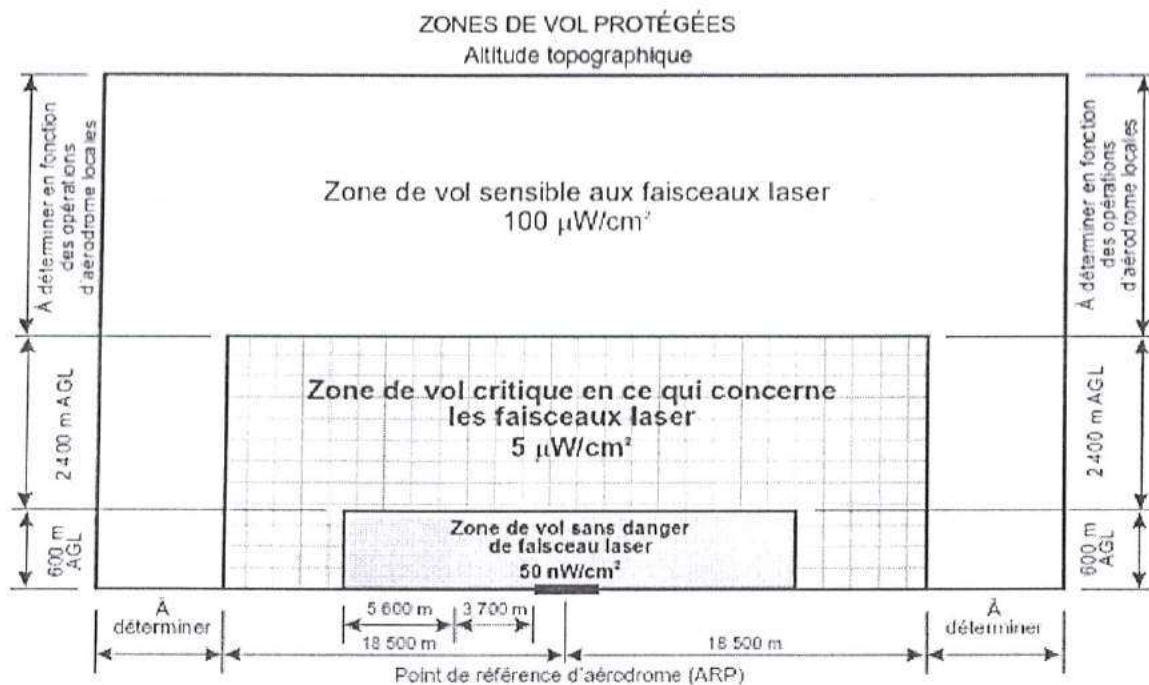 ZONES DE VOL PROTÉGÉES
Altitude topographique
À déterminer en fonction
des opérations
d'aérodrome locales
Zone de vol sensible aux faisceaux laser
100 µW/cm²
À déterminer en fonction
des opérations
d'aérodrome locales
2 400 m AGL
Zone de vol critique en ce qui concerne
les faisceaux laser
5 µW/cm²
2 400 m AGL
600 m
AGL
Zone de vol sans danger
de faisceau laser
50 nW/cm²
600 m
AGL
À
déterminer
5 600 m
3 700 m
À
déterminer
18 500 m
18 500 m
Point de référence d'aérodrome (ARP)